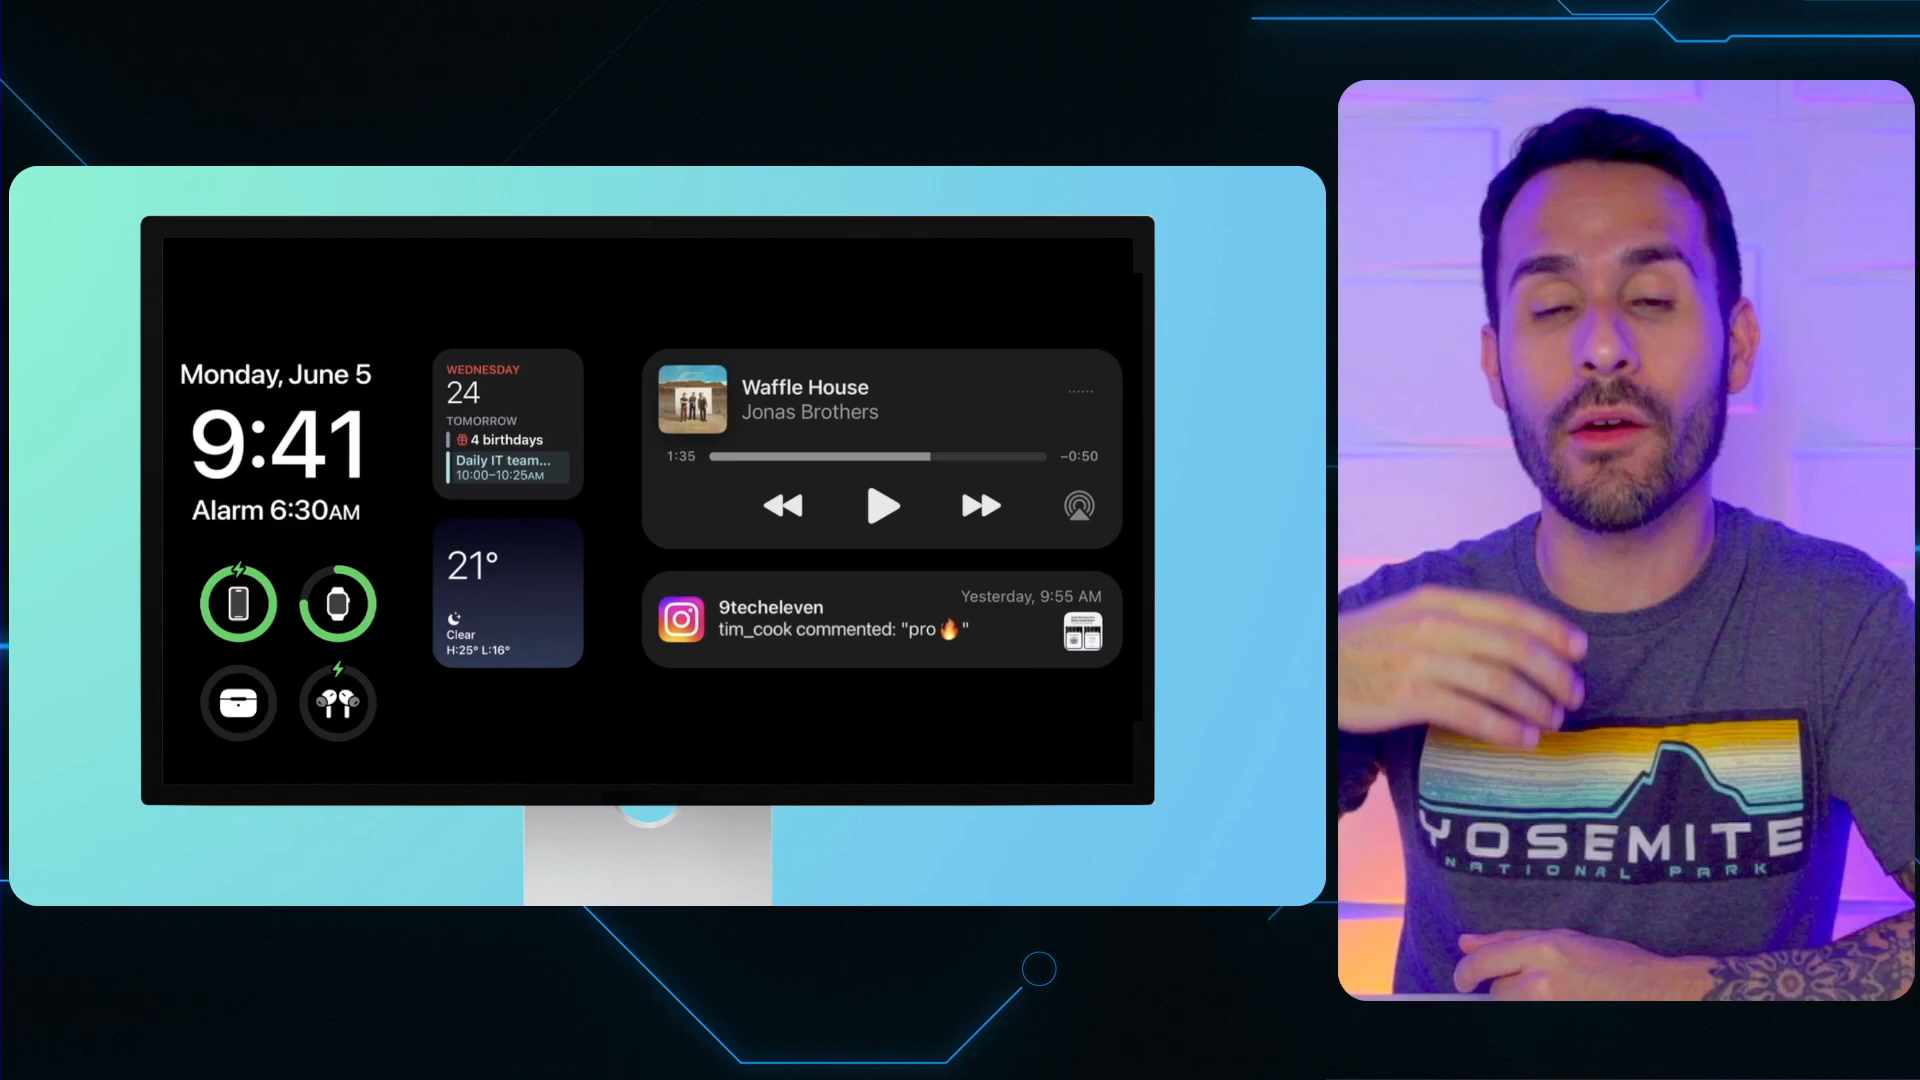 Monday, June 5
9:41
Alarm 6:30AM
WEDNESDAY
24
TOMORROW
4 birthdays
Daily IT team...
10:00–10:25AM
21°
Clear
H:25° L:16°
Waffle House
Jonas Brothers
1:35
−0:50
9techeleven
Yesterday, 9:55 AM
tim_cook commented: "pro 🔥"
YOSEMITE
NATIONAL PARK